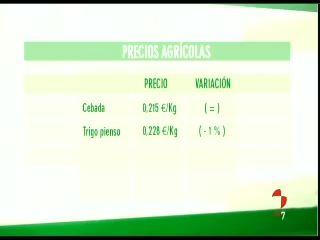 PRECIOS AGRÍCOLAS
PRECIO VARIACIÓN
Cebada 0,215 €/Kg ( = )
Trigo pienso 0,228 €/Kg ( - 1 % )
7